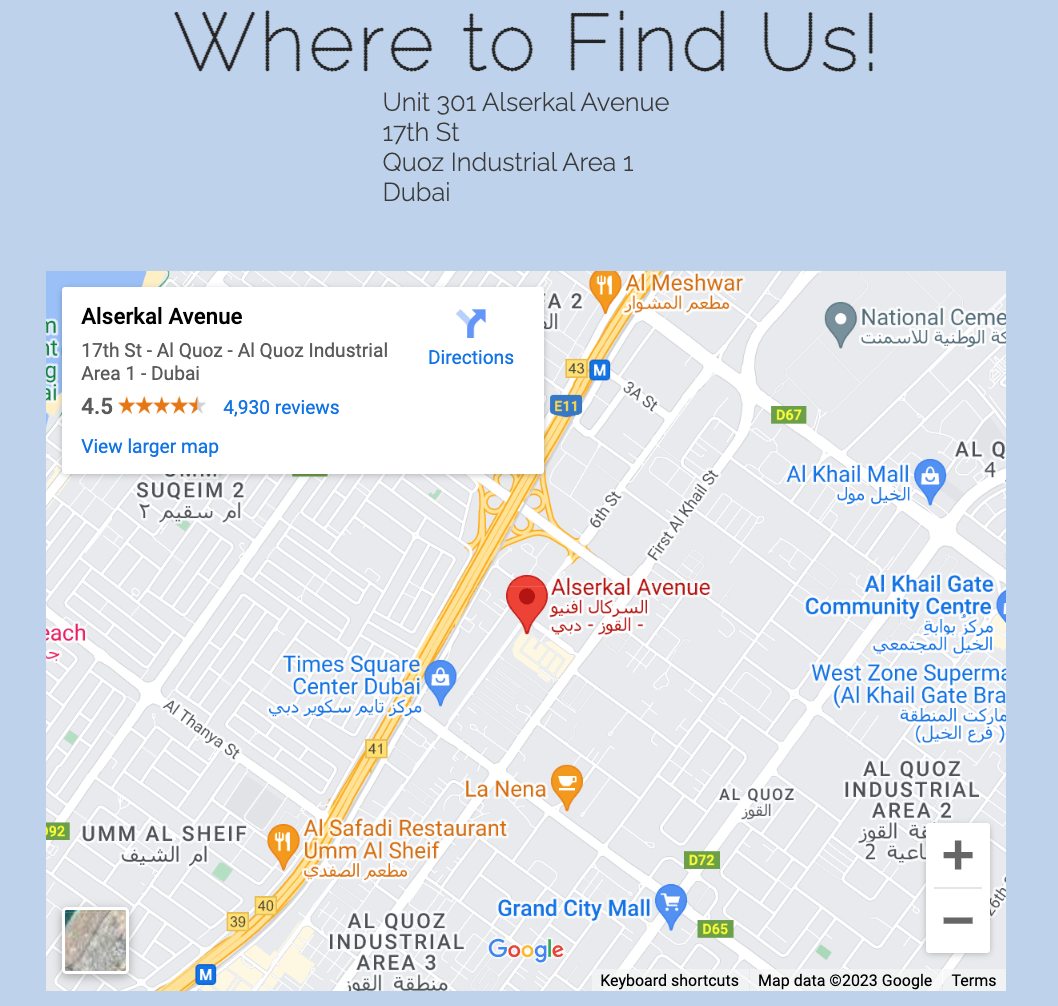 Where to Find Us!
Unit 301 Alserkal Avenue
17th St
Quoz Industrial Area 1
Dubai
Alserkal Avenue
17th St - Al Quoz - Al Quoz Industrial
Area 1 - Dubai
4.5
4,930 reviews
View larger map
Directions
Al Meshwar
مطعم المشوار
FA 2
National Ceme
كة الوطنية للاسمنت
43
M
E11
3A St
D67
AL Q
4
SUQEIM 2
ام سقيم ٢
Al Khail Mall
الخيل مول
6th St
First Al Khail St
Alserkal Avenue
السركال افنيو
- القوز - دبي
Al Khail Gate
Community Centre
مركز بوابة
الخيل المجتمعي
each
Times Square
Center Dubai
مركز تايم سكوير دبي
West Zone Superma
(Al Khail Gate Bra
ماركت المنطقة
( فرع الخيل)
Al Thanya St
41
La Nena
AL QUOZ
القوز
AL QUOZ
INDUSTRIAL
AREA 2
D92
UMM AL SHEIF
ام الشيف
Al Safadi Restaurant
Umm Al Sheif
مطعم الصفدي
D72
40
39
Grand City Mall
D65
26th S
AL QUOZ
INDUSTRIAL
AREA 3
منطقة القوز
M
Google
Keyboard shortcuts
Map data ©2023 Google
Terms